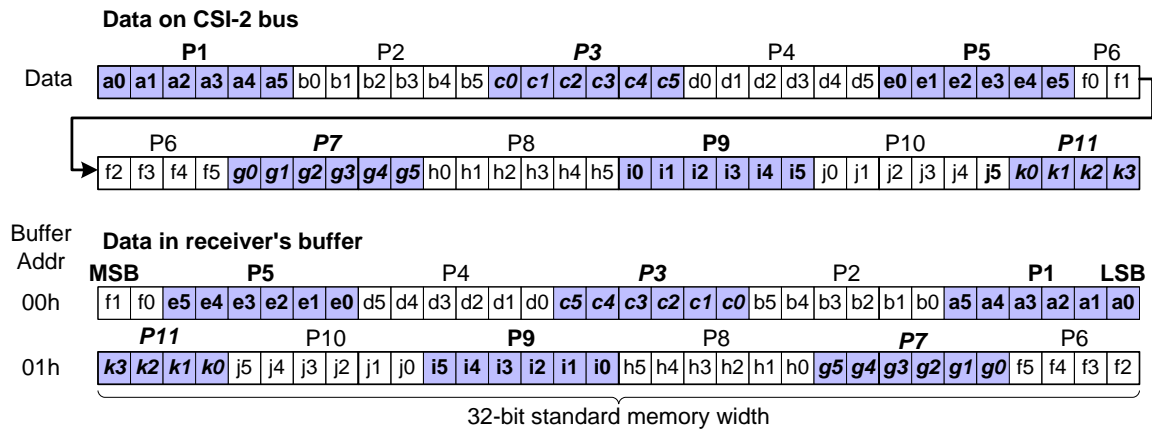 Data on CSI-2 bus
P1 P2 P3 P4 P5 P6
Data a0 a1 a2 a3 a4 a5 b0 b1 b2 b3 b4 b5 c0 c1 c2 c3 c4 c5 d0 d1 d2 d3 d4 d5 e0 e1 e2 e3 e4 e5 f0 f1
P6 P7 P8 P9 P10 P11
f2 f3 f4 f5 g0 g1 g2 g3 g4 g5 h0 h1 h2 h3 h4 h5 i0 i1 i2 i3 i4 i5 j0 j1 j2 j3 j4 j5 k0 k1 k2 k3
Buffer
Addr
Data in receiver's buffer
MSB P5 P4 P3 P2 P1 LSB
00h f1 f0 e5 e4 e3 e2 e1 e0 d5 d4 d3 d2 d1 d0 c5 c4 c3 c2 c1 c0 b5 b4 b3 b2 b1 b0 a5 a4 a3 a2 a1 a0
P11 P10 P9 P8 P7 P6
01h k3 k2 k1 k0 j5 j4 j3 j2 j1 j0 i5 i4 i3 i2 i1 i0 h5 h4 h3 h2 h1 h0 g5 g4 g3 g2 g1 g0 f5 f4 f3 f2
32-bit standard memory width